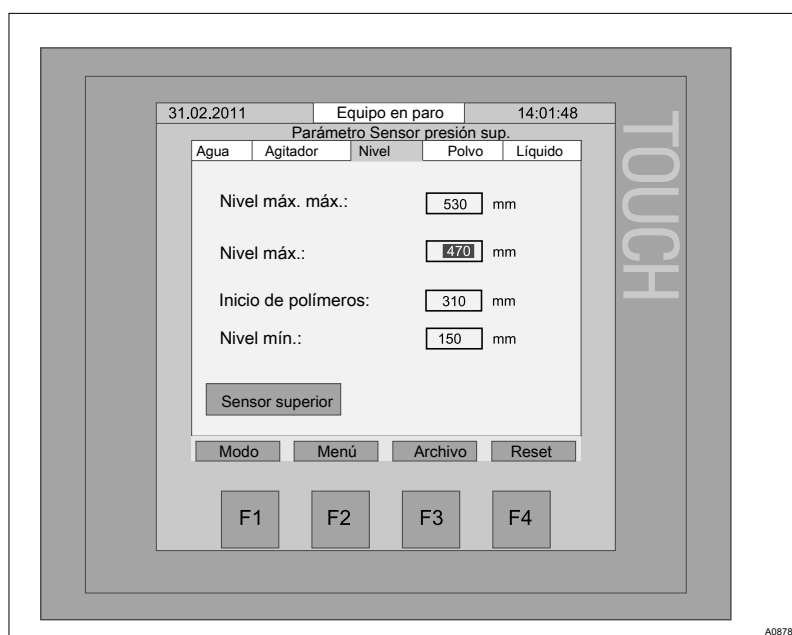 31.02.2011 Equipo en paro 14:01:48
Parámetro Sensor presión sup.
Agua Agitador Nivel Polvo Líquido
Nivel máx. máx.: 530 mm
Nivel máx.: 470 mm
Inicio de polímeros: 310 mm
Nivel mín.: 150 mm
Sensor superior
Modo Menú Archivo Reset
F1 F2 F3 F4
TOUCH
A0878